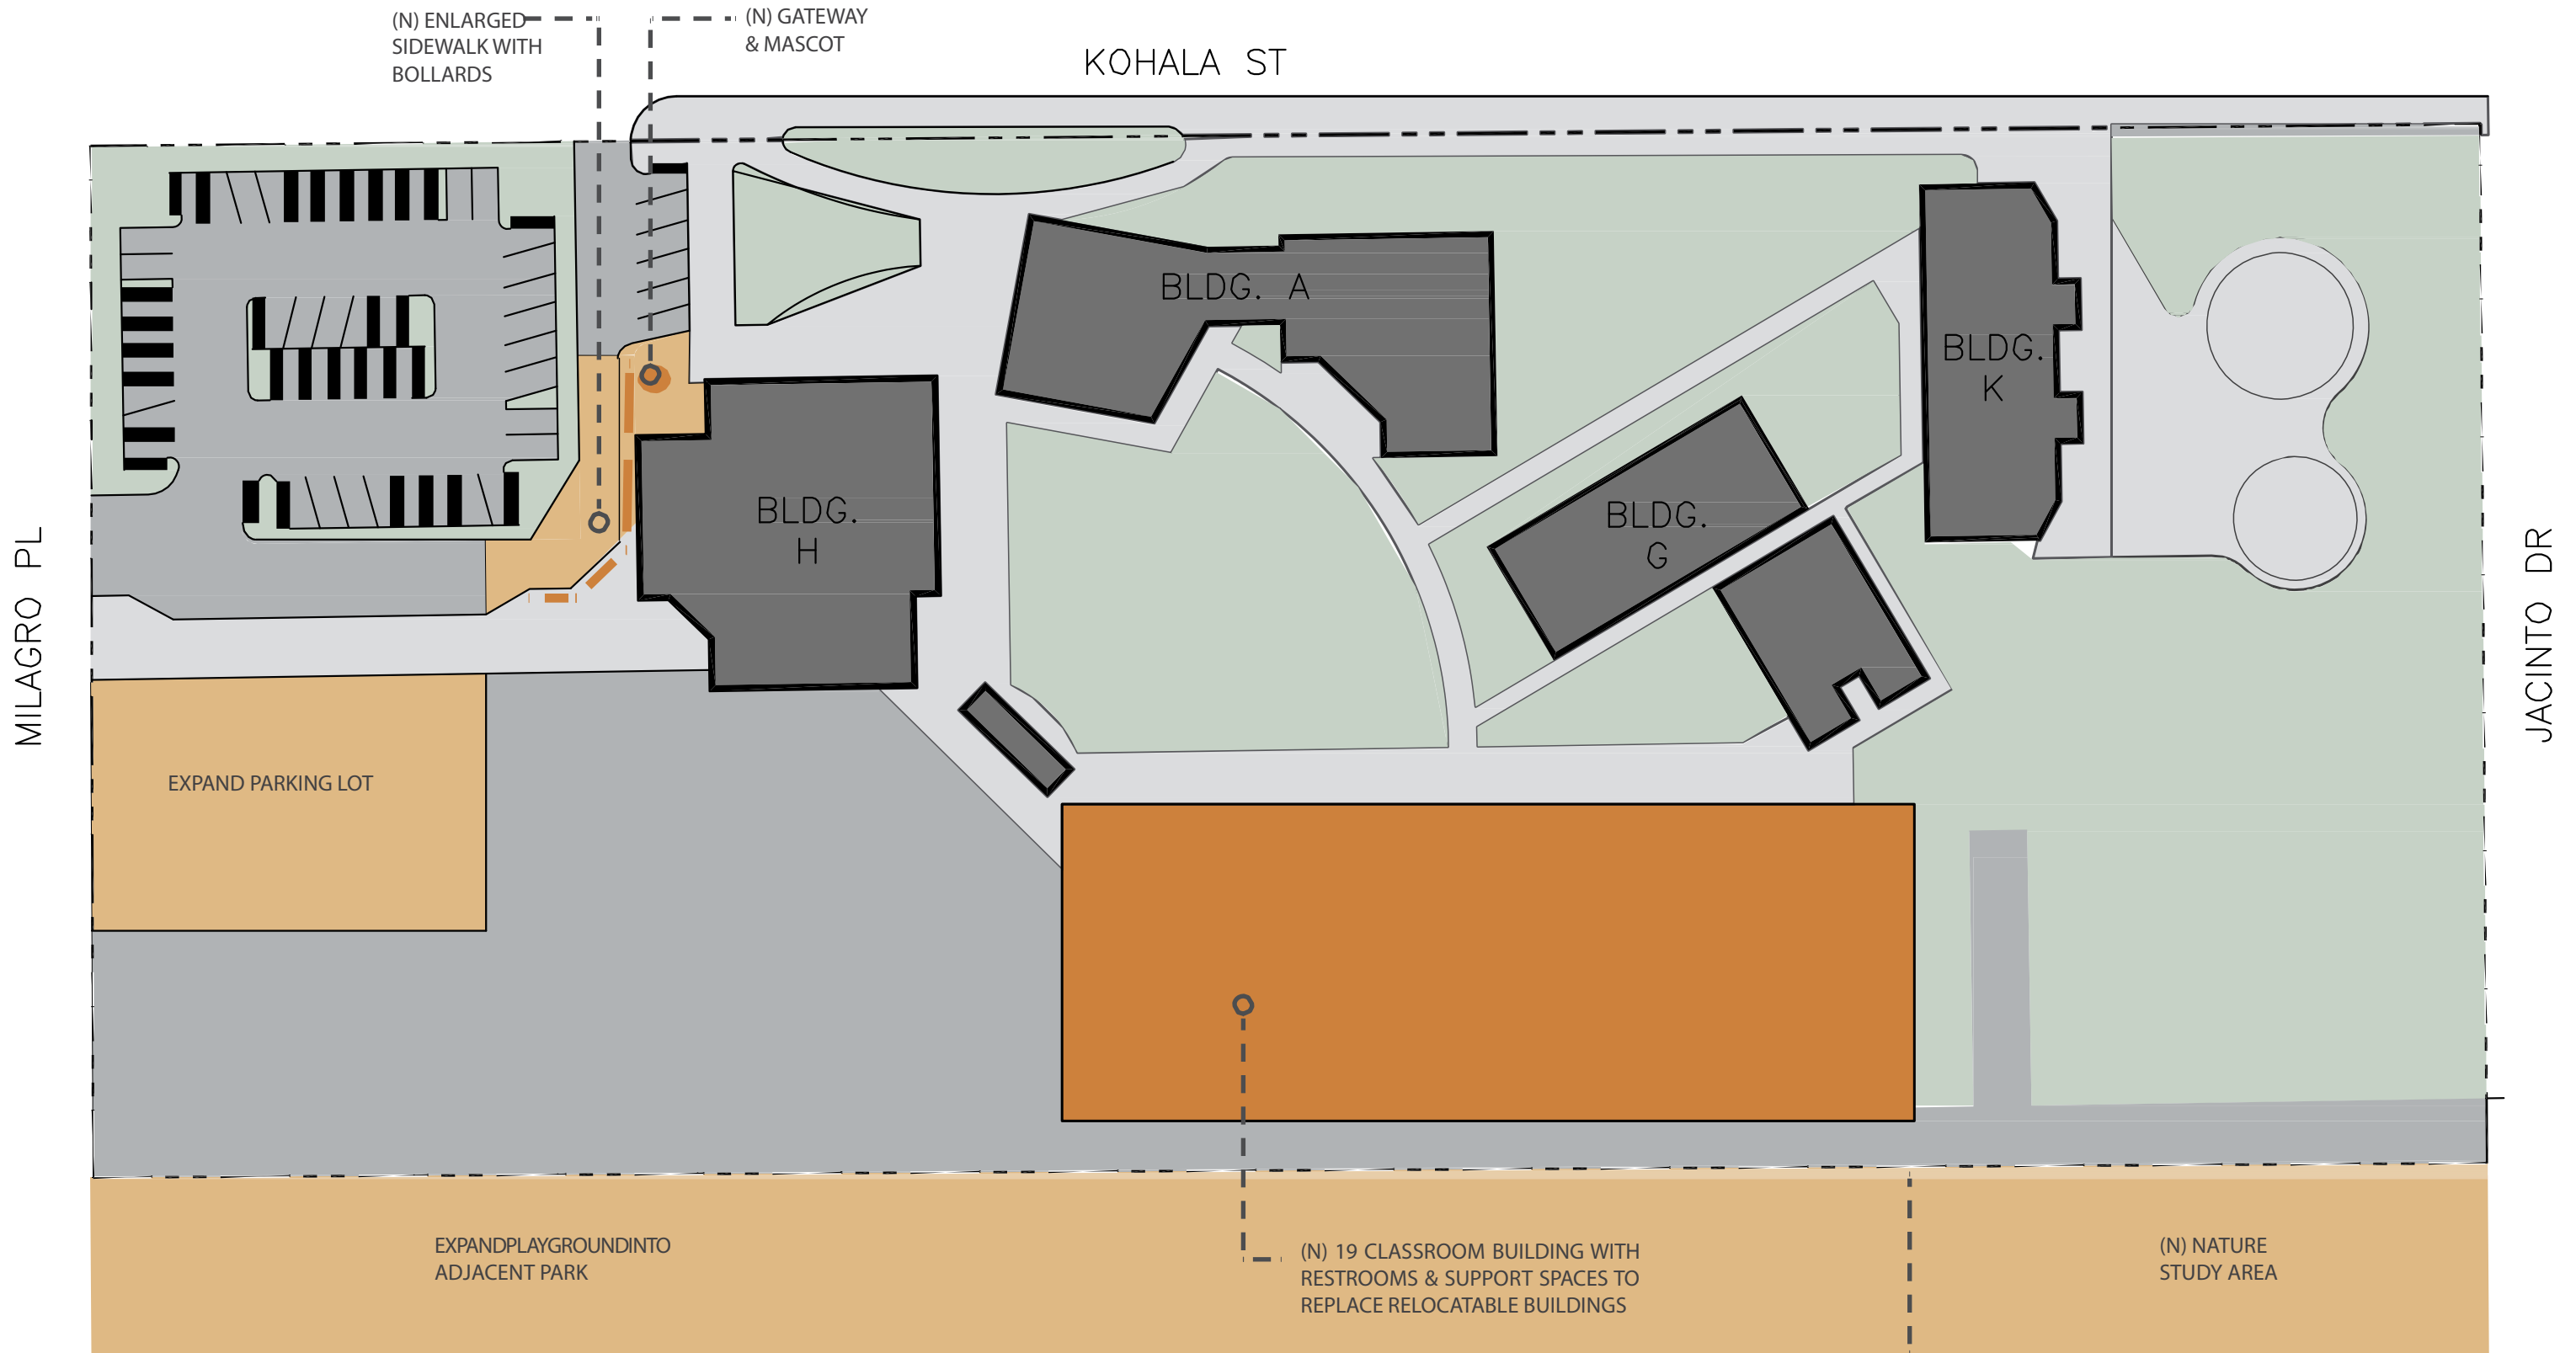 (N) ENLARGED
SIDEWALK WITH
BOLLARDS
(N) GATEWAY
& MASCOT
KOHALA ST
BLDG. A
BLDG.
K
BLDG.
H
BLDG.
G
MILAGRO PL
JACINTO DR
EXPAND PARKING LOT
EXPANDPLAYGROUNDINTO
ADJACENT PARK
(N) 19 CLASSROOM BUILDING WITH
RESTROOMS & SUPPORT SPACES TO
REPLACE RELOCATABLE BUILDINGS
(N) NATURE
STUDY AREA